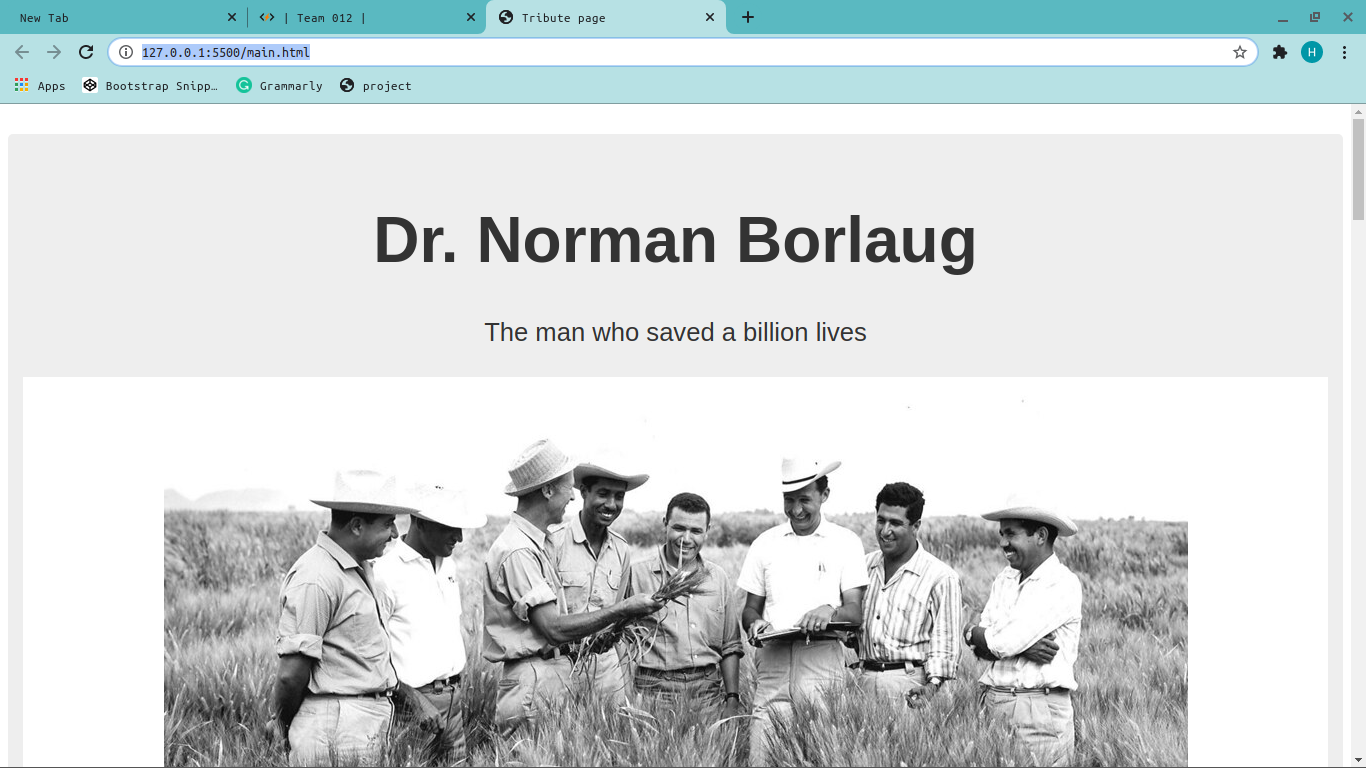 New Tab
| Team 012 |
Tribute page
127.0.0.1:5500/main.html
H
Apps
Bootstrap Snipp…
Grammarly
project
Dr. Norman Borlaug
The man who saved a billion lives